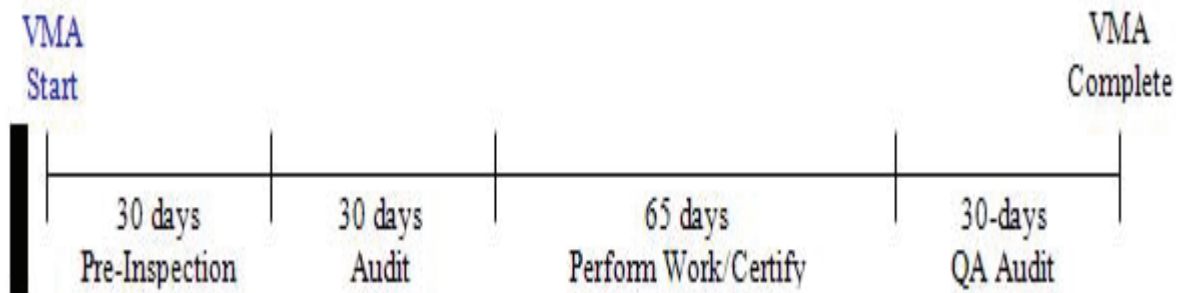 VMA
Start
VMA
Complete
30 days
Pre-Inspection
30 days
Audit
65 days
Perform Work/Certify
30-days
QA Audit